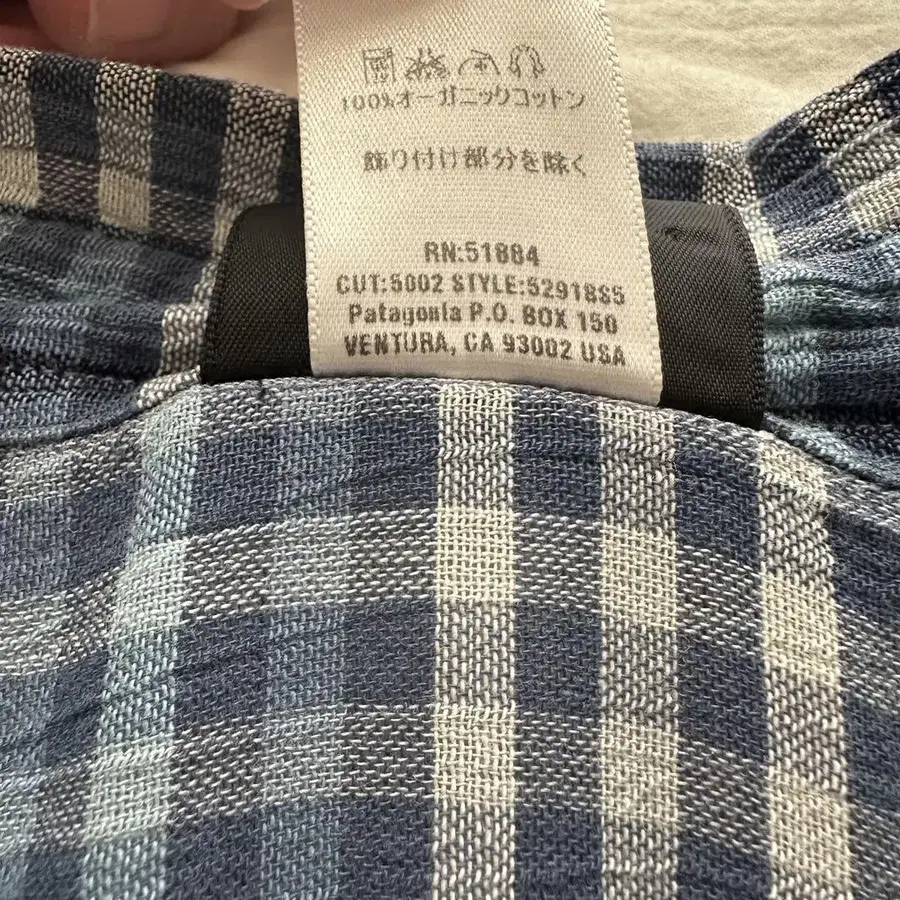 100%オーガニックコットン
飾り付け部分を除く
RN:51884
CUT:5002 STYLE:52918S5
Patagonia P.O. BOX 150
VENTURA, CA 93002 USA